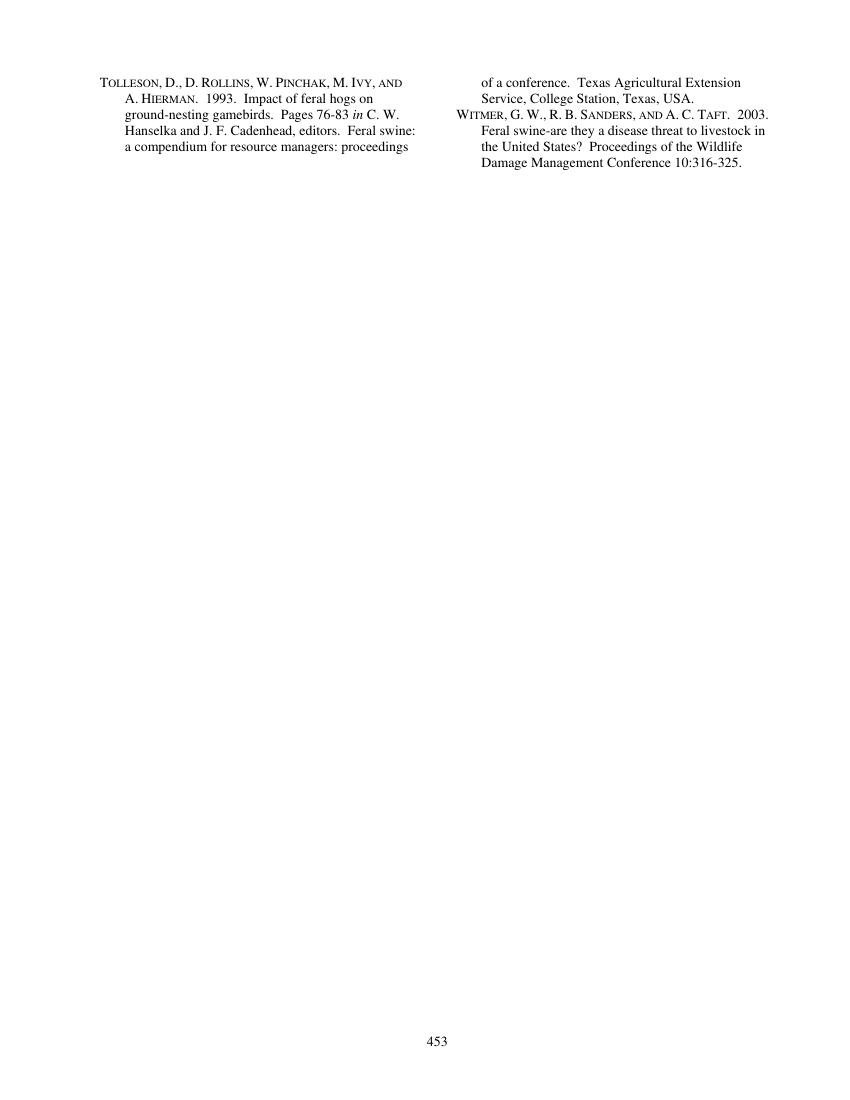 TOLLESON, D., D. ROLLINS, W. PINCHAK, M. IVY, AND
A. HIERMAN. 1993. Impact of feral hogs on
ground-nesting gamebirds. Pages 76-83 in C. W.
Hanselka and J. F. Cadenhead, editors. Feral swine:
a compendium for resource managers: proceedings
of a conference. Texas Agricultural Extension
Service, College Station, Texas, USA.
WITMER, G. W., R. B. SANDERS, AND A. C. TAFT. 2003.
Feral swine-are they a disease threat to livestock in
the United States? Proceedings of the Wildlife
Damage Management Conference 10:316-325.
453